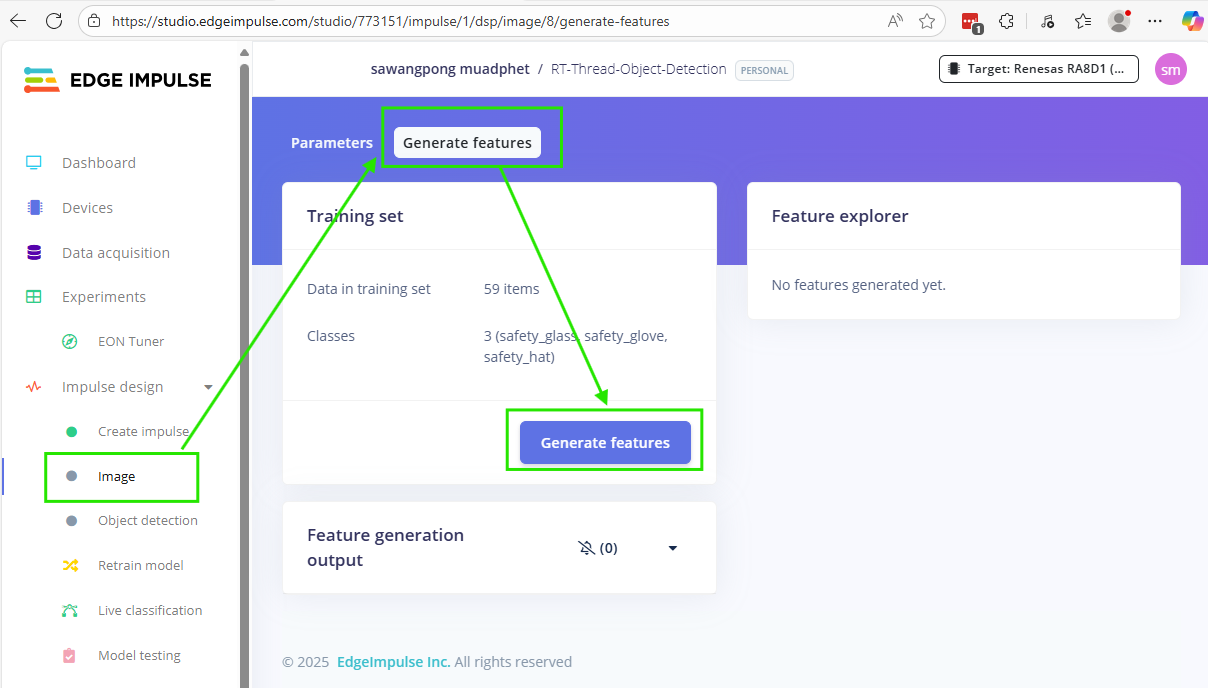 https://studio.edgeimpulse.com/studio/773151/impulse/1/dsp/image/8/generate-features
1
EDGE IMPULSE
sawangpong muadphet / RT-Thread-Object-Detection PERSONAL
Target: Renesas RA8D1 (...
sm
Dashboard
Devices
Data acquisition
Experiments
EON Tuner
Impulse design
Create impulse
Image
Object detection
Retrain model
Live classification
Model testing
Parameters
Generate features
Training set
Data in training set 59 items
Classes 3 (safety_glass, safety_glove,
safety_hat)
Generate features
Feature generation
output
(0)
Feature explorer
No features generated yet.
© 2025 EdgeImpulse Inc. All rights reserved